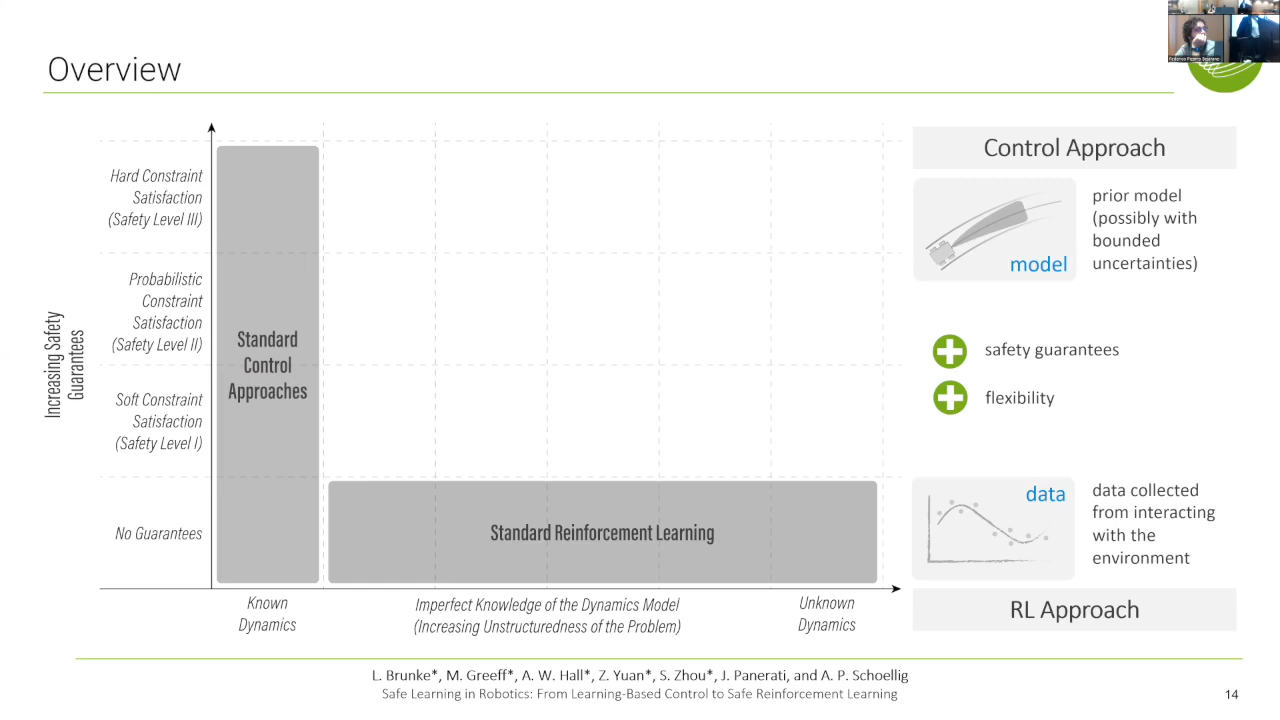 Overview
Increasing Safety
Guarantees
Hard Constraint
Satisfaction
(Safety Level III)
Probabilistic
Constraint
Satisfaction
(Safety Level II)
Soft Constraint
Satisfaction
(Safety Level I)
No Guarantees
Standard
Control
Approaches
Standard Reinforcement Learning
Known
Dynamics
Imperfect Knowledge of the Dynamics Model
(Increasing Unstructuredness of the Problem)
Unknown
Dynamics
Control Approach
model
prior model
(possibly with
bounded
uncertainties)
safety guarantees
flexibility
data
data collected
from interacting
with the
environment
RL Approach
L. Brunke*, M. Greeff*, A. W. Hall*, Z. Yuan*, S. Zhou*, J. Panerati, and A. P. Schoellig
Safe Learning in Robotics: From Learning-Based Control to Safe Reinforcement Learning
14